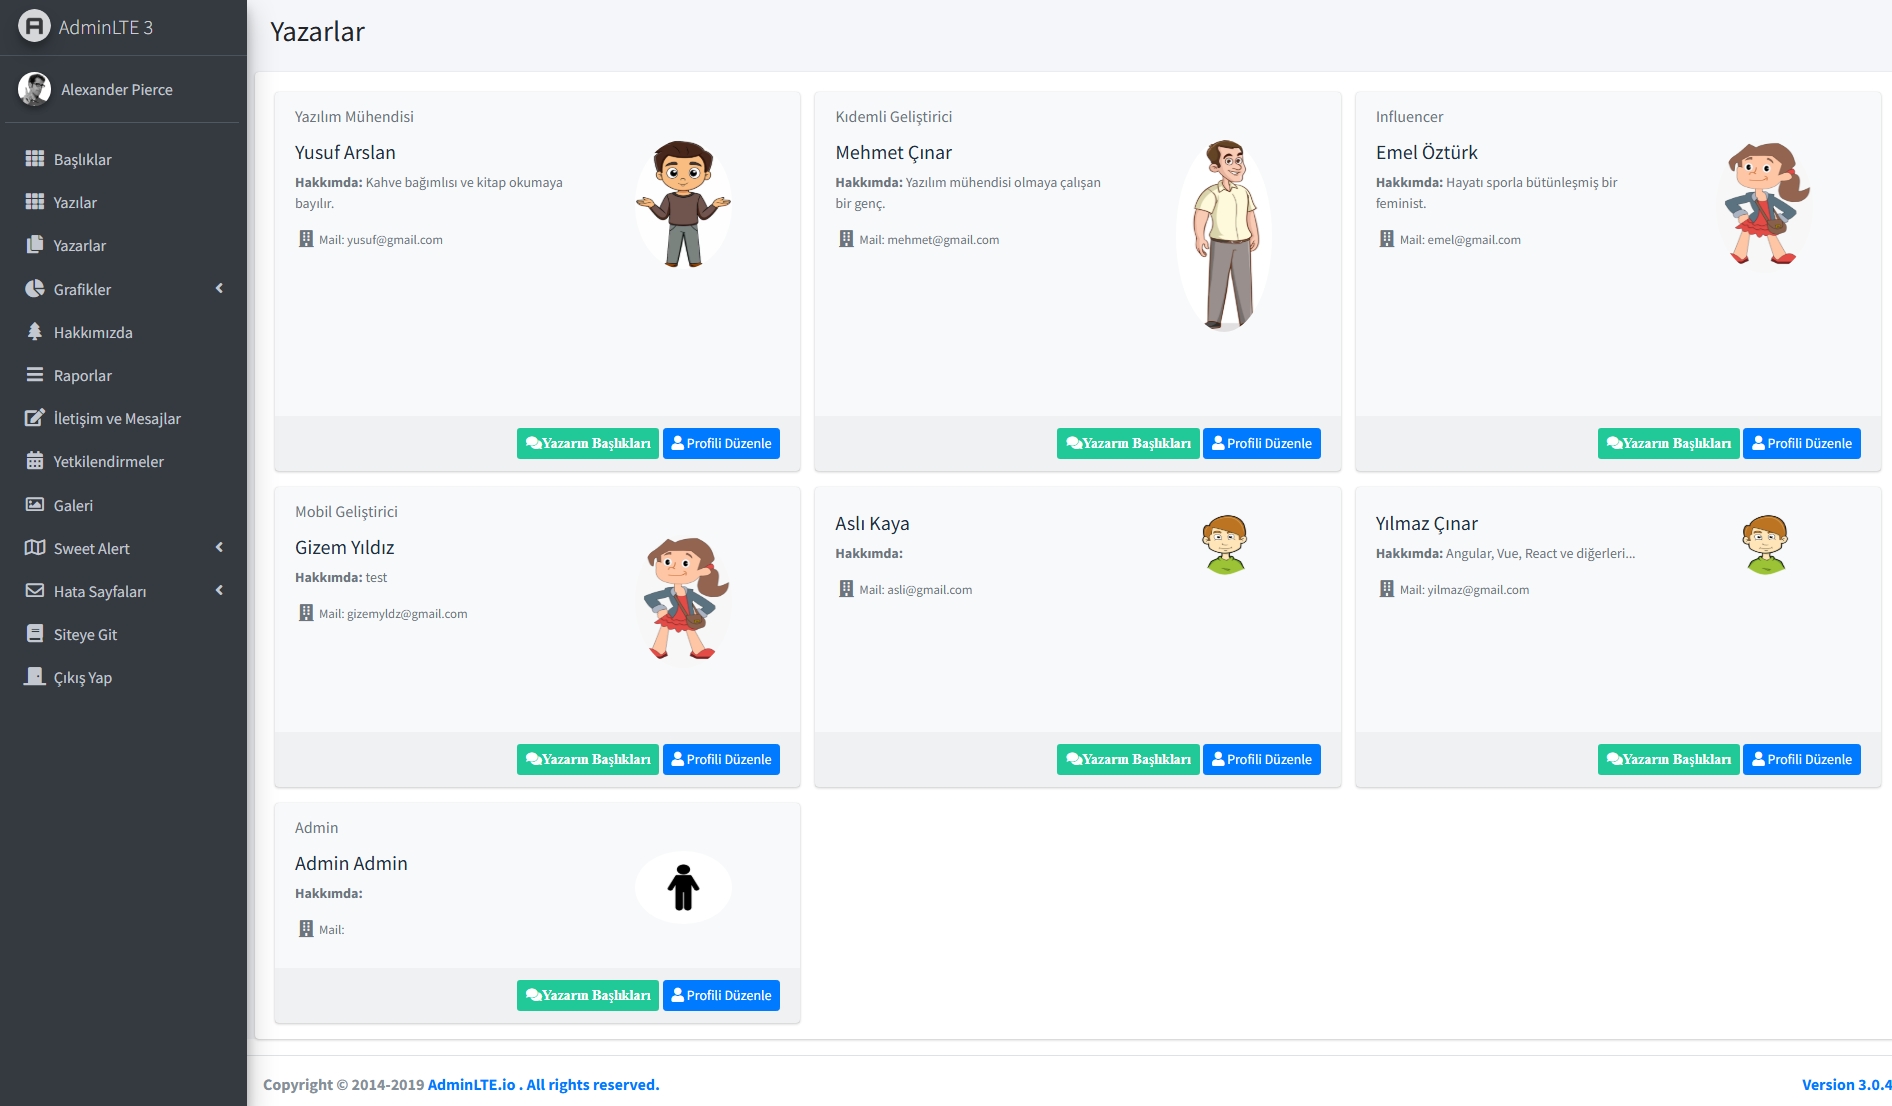 AdminLTE 3
Alexander Pierce
Başlıklar
Yazılar
Yazarlar
Grafikler
Hakkımızda
Raporlar
İletişim ve Mesajlar
Yetkilendirmeler
Galeri
Sweet Alert
Hata Sayfaları
Siteye Git
Çıkış Yap
Yazarlar
Yazılım Mühendisi
Yusuf Arslan
Hakkımda: Kahve bağımlısı ve kitap okumaya
bayılır.
Mail: yusuf@gmail.com
Yazarın Başlıkları Profili Düzenle
Kıdemli Geliştirici
Mehmet Çınar
Hakkımda: Yazılım mühendisi olmaya çalışan
bir genç.
Mail: mehmet@gmail.com
Yazarın Başlıkları Profili Düzenle
Influencer
Emel Öztürk
Hakkımda: Hayatı sporla bütünleşmiş bir
feminist.
Mail: emel@gmail.com
Yazarın Başlıkları Profili Düzenle
Mobil Geliştirici
Gizem Yıldız
Hakkımda: test
Mail: gizemyldz@gmail.com
Yazarın Başlıkları Profili Düzenle
Aslı Kaya
Hakkımda:
Mail: asli@gmail.com
Yazarın Başlıkları Profili Düzenle
Yılmaz Çınar
Hakkımda: Angular, Vue, React ve diğerleri...
Mail: yilmaz@gmail.com
Yazarın Başlıkları Profili Düzenle
Admin
Admin Admin
Hakkımda:
Mail:
Yazarın Başlıkları Profili Düzenle
Copyright © 2014-2019 AdminLTE.io . All rights reserved.
Version 3.0.4